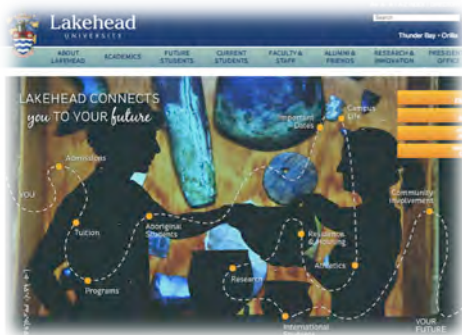 Lakehead
UNIVERSITY
Search
Thunder Bay • Orillia
ABOUT LAKEHEAD
ACADEMICS
FUTURE STUDENTS
CURRENT STUDENTS
FACULTY & STAFF
ALUMNI & FRIENDS
RESEARCH & INNOVATION
OFFICE
LAKEHEAD CONNECTS
you TO YOUR future
Important Dates
Campus Life
Admissions
YOU
Community Involvement
Tuition
Aboriginal Students
Residence & Housing
Athletics
Programs
Research
International
YOUR FUTURE